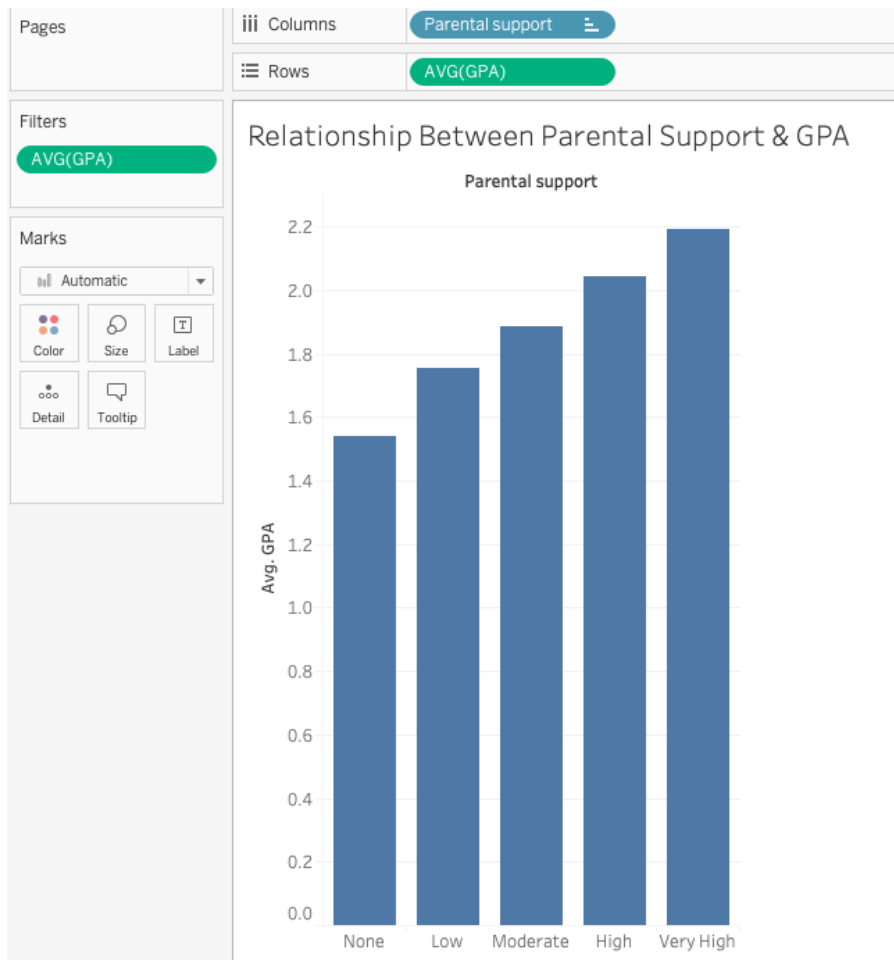 Pages
Columns
Parental support
Rows
AVG(GPA)
Filters
AVG(GPA)
Marks
Automatic
Color
Size
T
Label
Detail
Tooltip
Relationship Between Parental Support & GPA
Parental support
2.2
2.0
1.8
1.6
1.4
1.2
1.0
0.8
0.6
0.4
0.2
0.0
Avg. GPA
None Low Moderate High Very High